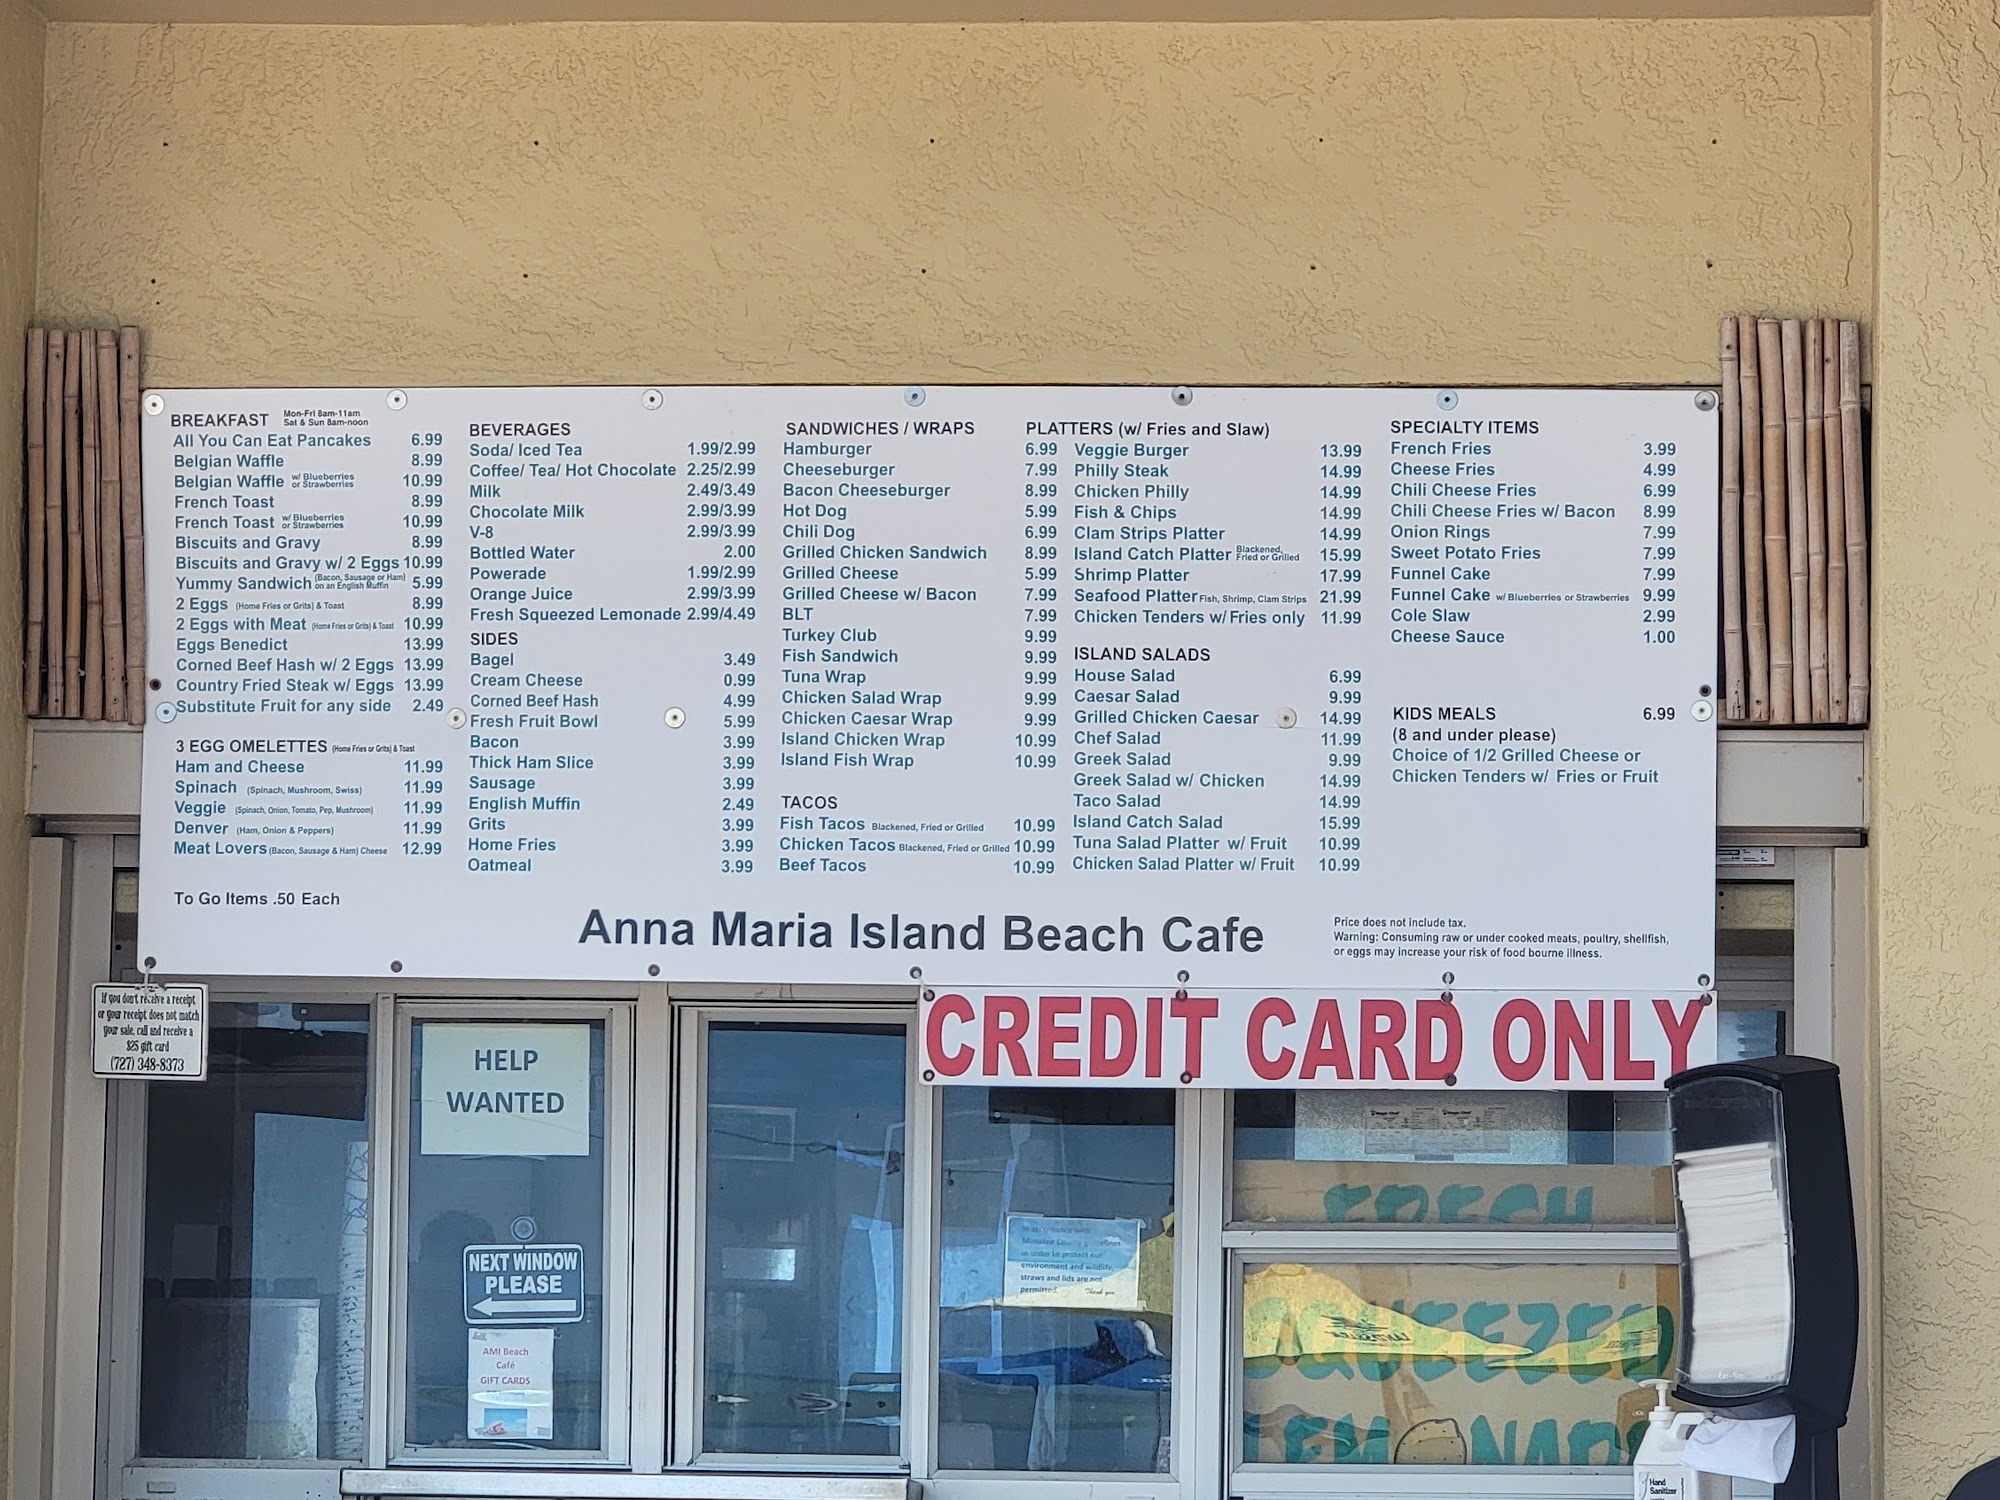 BREAKFAST Mon-Fri 8am-11am
Sat & Sun 8am-noon
All You Can Eat Pancakes 6.99
Belgian Waffle 8.99
Belgian Waffle w/ Blueberries or Strawberries 10.99
French Toast 8.99
French Toast w/ Blueberries or Strawberries 10.99
Biscuits and Gravy 8.99
Biscuits and Gravy w/ 2 Eggs 10.99
Yummy Sandwich (Bacon, Sausage or Ham) on an English Muffin 5.99
2 Eggs (Home Fries or Grits) & Toast 8.99
2 Eggs with Meat (Home Fries or Grits) & Toast 10.99
Eggs Benedict 13.99
Corned Beef Hash w/ 2 Eggs 13.99
Country Fried Steak w/ Eggs 13.99
Substitute Fruit for any side 2.49
3 EGG OMELETTES (Home Fries or Grits) & Toast
Ham and Cheese 11.99
Spinach (Spinach, Mushroom, Swiss) 11.99
Veggie (Spinach, Onion, Tomato, Pep, Mushroom) 11.99
Denver (Ham, Onion & Peppers) 11.99
Meat Lovers (Bacon, Sausage & Ham) Cheese 12.99
To Go Items .50 Each
BEVERAGES
Soda/ Iced Tea 1.99/2.99
Coffee/ Tea/ Hot Chocolate 2.25/2.99
Milk 2.49/3.49
Chocolate Milk 2.99/3.99
V-8 2.99/3.99
Bottled Water 2.00
Powerade 1.99/2.99
Orange Juice 2.99/3.99
Fresh Squeezed Lemonade 2.99/4.49
SIDES
Bagel 3.49
Cream Cheese 0.99
Corned Beef Hash 4.99
Fresh Fruit Bowl 5.99
Bacon 3.99
Thick Ham Slice 3.99
Sausage 3.99
English Muffin 2.49
Grits 3.99
Home Fries 3.99
Oatmeal 3.99
SANDWICHES / WRAPS
Hamburger 6.99
Cheeseburger 7.99
Bacon Cheeseburger 8.99
Hot Dog 5.99
Chili Dog 6.99
Grilled Chicken Sandwich 8.99
Grilled Cheese 5.99
Grilled Cheese w/ Bacon 7.99
BLT 7.99
Turkey Club 9.99
Fish Sandwich 9.99
Tuna Wrap 9.99
Chicken Salad Wrap 9.99
Chicken Caesar Wrap 9.99
Island Chicken Wrap 10.99
Island Fish Wrap 10.99
TACOS
Fish Tacos Blackened, Fried or Grilled 10.99
Chicken Tacos Blackened, Fried or Grilled 10.99
Beef Tacos 10.99
PLATTERS (w/ Fries and Slaw)
Veggie Burger 13.99
Philly Steak 14.99
Chicken Philly 14.99
Fish & Chips 14.99
Clam Strips Platter 14.99
Island Catch Platter Blackened, Fried or Grilled 15.99
Shrimp Platter 17.99
Seafood Platter Fish, Shrimp, Clam Strips 21.99
Chicken Tenders w/ Fries only 11.99
ISLAND SALADS
House Salad 6.99
Caesar Salad 9.99
Grilled Chicken Caesar 14.99
Chef Salad 11.99
Greek Salad 9.99
Greek Salad w/ Chicken 14.99
Taco Salad 14.99
Island Catch Salad 15.99
Tuna Salad Platter w/ Fruit 10.99
Chicken Salad Platter w/ Fruit 10.99
SPECIALTY ITEMS
French Fries 3.99
Cheese Fries 4.99
Chili Cheese Fries 6.99
Chili Cheese Fries w/ Bacon 8.99
Onion Rings 7.99
Sweet Potato Fries 7.99
Funnel Cake 7.99
Funnel Cake w/ Blueberries or Strawberries 9.99
Cole Slaw 2.99
Cheese Sauce 1.00
KIDS MEALS 6.99
(8 and under please)
Choice of 1/2 Grilled Cheese or
Chicken Tenders w/ Fries or Fruit
Anna Maria Island Beach Cafe
Price does not include tax.
Warning: Consuming raw or under cooked meats, poultry, shellfish,
or eggs may increase your risk of food bourne illness.
If you don't receive a receipt
or your receipt does not match
your sale, call and receive a
$25 gift card
(727) 348-8373
CREDIT CARD ONLY
HELP
WANTED
NEXT WINDOW
PLEASE
AMI Beach
Café
GIFT CARDS
In accordance with
Manatee County
in order to protect our
environment and wildlife,
straws and lids are not
permitted. Thank you
FRESH
SQUEEZED
LEMONADE
Hand
Sanitizer